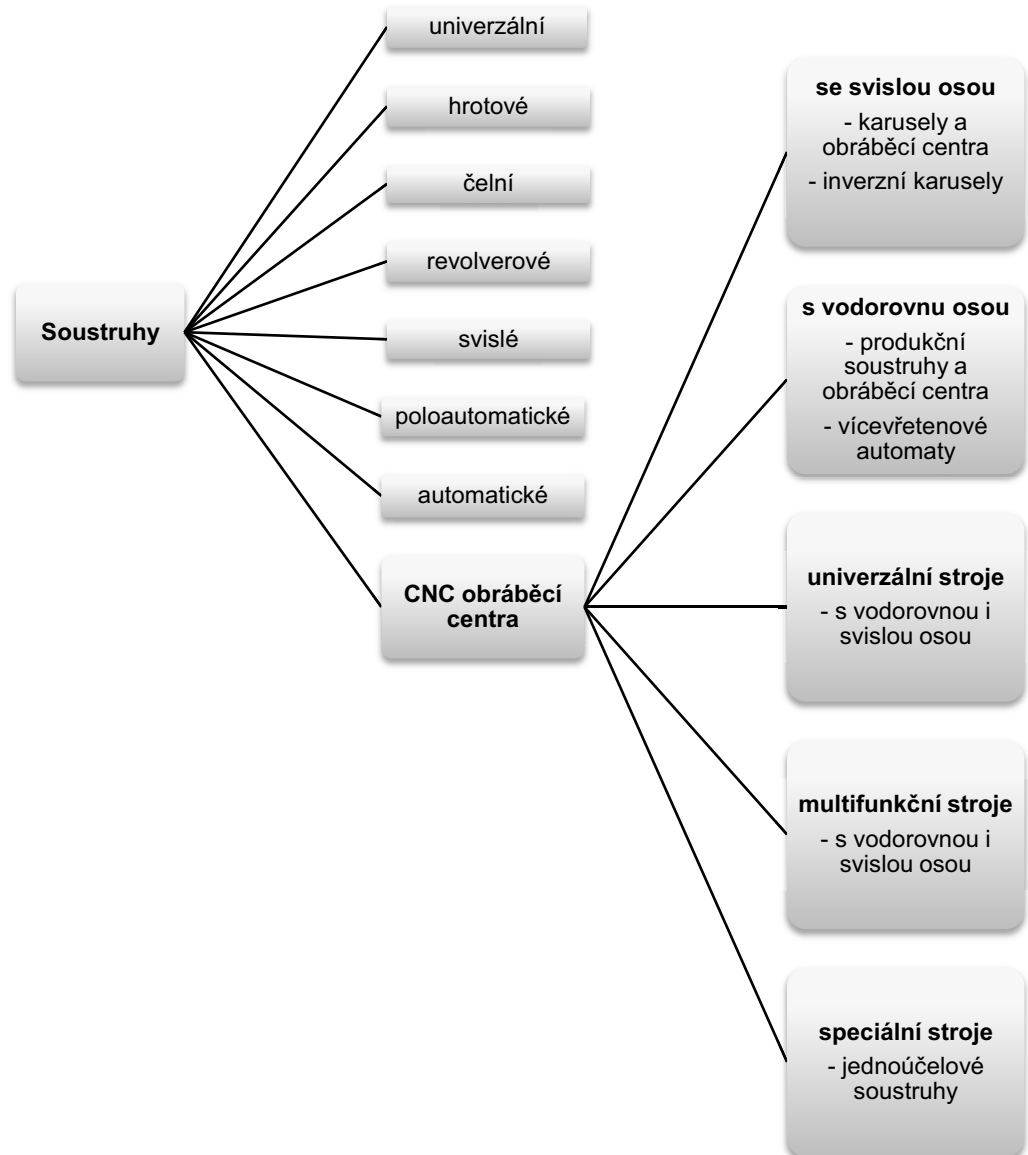 Soustruhy
univerzální
hrotové
čelní
revolverové
svislé
poloautomatické
automatické
CNC obráběcí
centra
se svislou osou
- karusely a
obráběcí centra
- inverzní karusely
s vodorovnu osou
- produkční
soustruhy a
obráběcí centra
- vícevřetenové
automaty
univerzální stroje
- s vodorovnou i
svislou osou
multifunkční stroje
- s vodorovnou i
svislou osou
speciální stroje
- jednoúčelové
soustruhy